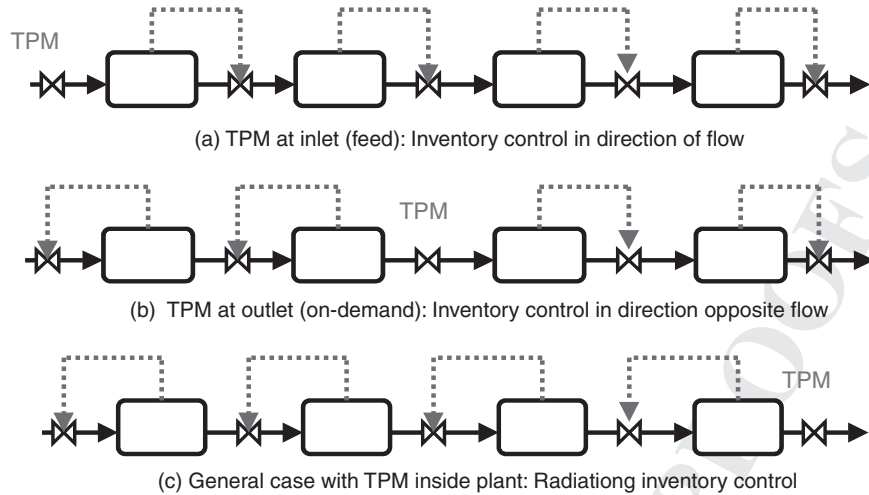 TPM
(a) TPM at inlet (feed): Inventory control in direction of flow
TPM
(b) TPM at outlet (on-demand): Inventory control in direction opposite flow
TPM
(c) General case with TPM inside plant: Radiationg inventory control
PROOFS